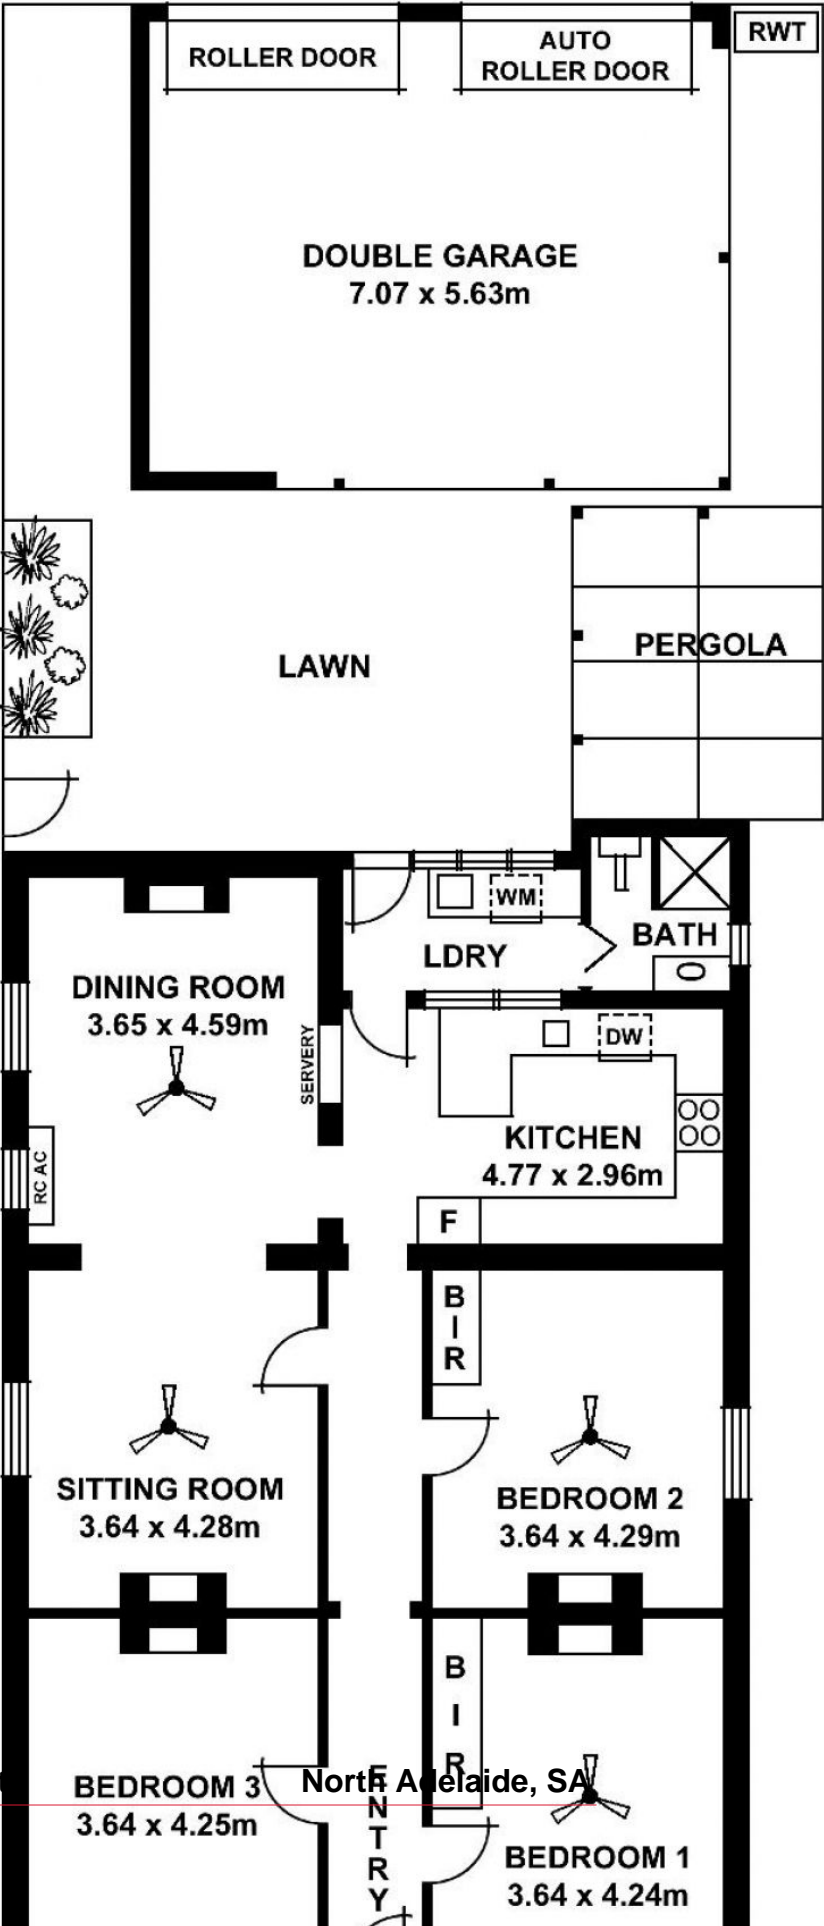 ROLLER DOOR
AUTO
ROLLER DOOR
RWT
DOUBLE GARAGE
7.07 x 5.63m
LAWN
PERGOLA
WM
LDRY
BATH
DINING ROOM
3.65 x 4.59m
SERVERY
DW
KITCHEN
4.77 x 2.96m
RC AC
F
BIR
SITTING ROOM
3.64 x 4.28m
BEDROOM 2
3.64 x 4.29m
BIR
BEDROOM 3
3.64 x 4.25m
North Adelaide, SA
ENTRY
BEDROOM 1
3.64 x 4.24m